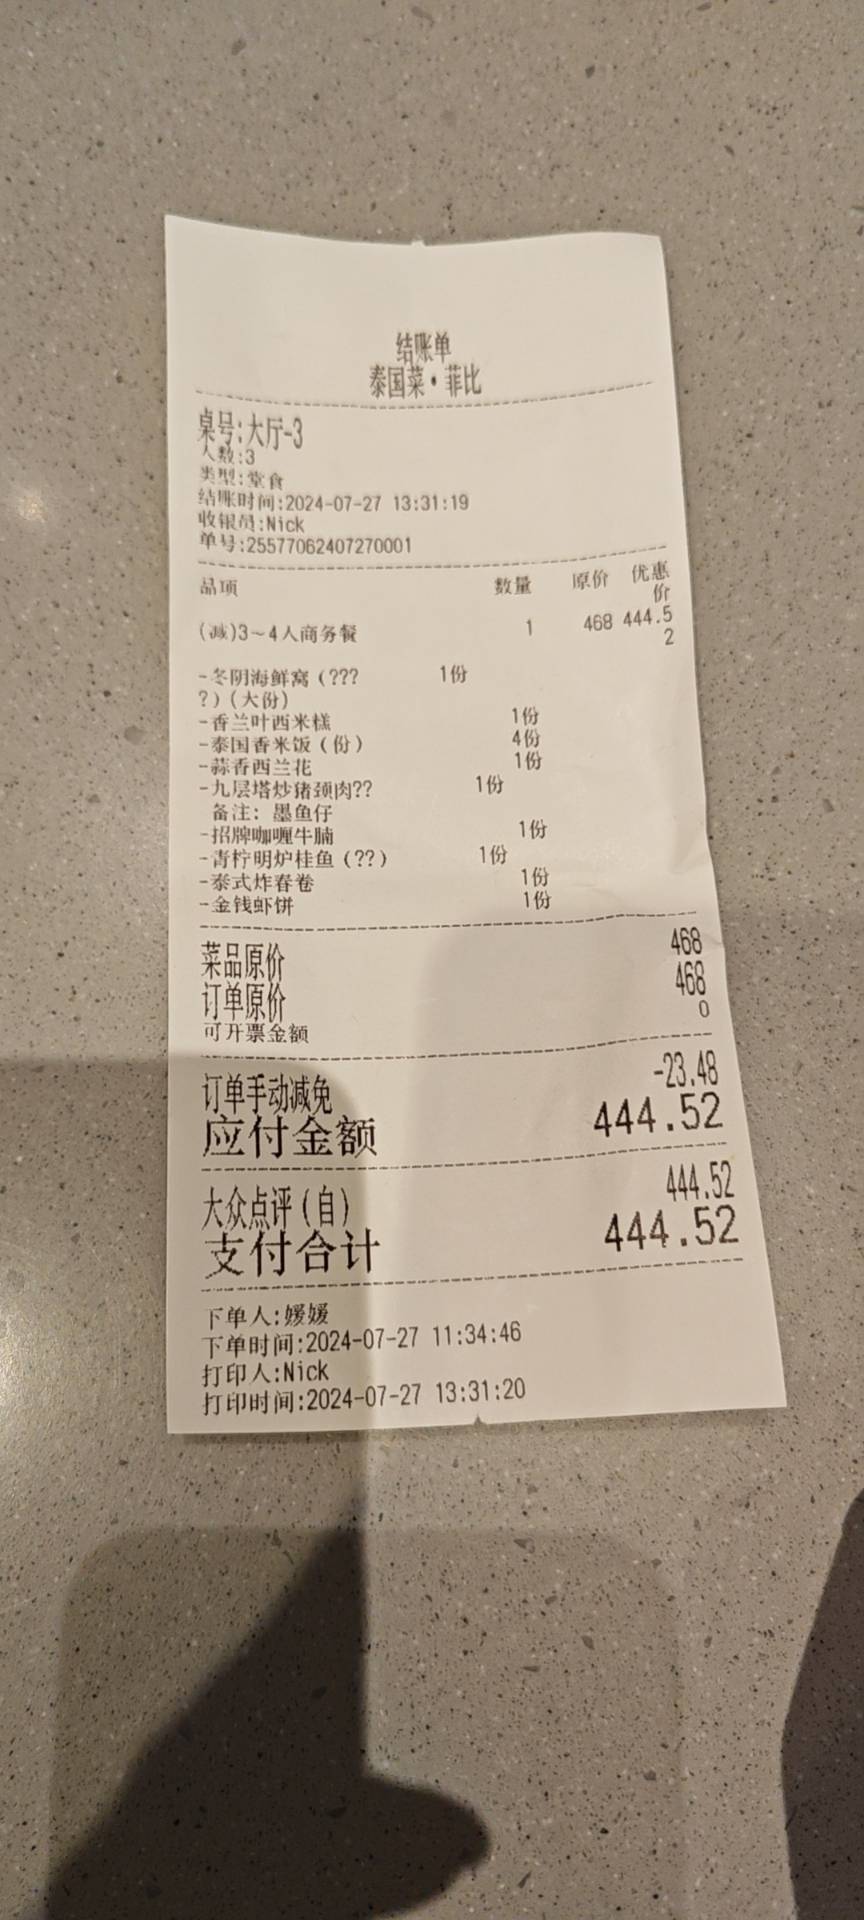 结账单
泰国菜·菲比
桌号:大厅-3
人数:3
类型:堂食
结账时间:2024-07-27 13:31:19
收银员:Nick
单号:25577062407270001
品项 数量 原价 优惠
价
(减)3~4人商务餐 1 468 444.5
2
-冬阴海鲜窝(??? 1份
?)(大份)
-香兰叶西米糕 1份
-泰国香米饭(份) 4份
-蒜香西兰花 1份
-九层塔炒猪颈肉?? 1份
备注: 墨鱼仔
-招牌咖喱牛腩 1份
-青柠明炉桂鱼(??) 1份
-泰式炸春卷 1份
-金钱虾饼 1份
菜品原价 468
订单原价 468
可开票金额 0
订单手动减免 -23.48
应付金额 444.52
大众点评(自) 444.52
支付合计 444.52
下单人:媛媛
下单时间:2024-07-27 11:34:46
打印人:Nick
打印时间:2024-07-27 13:31:20